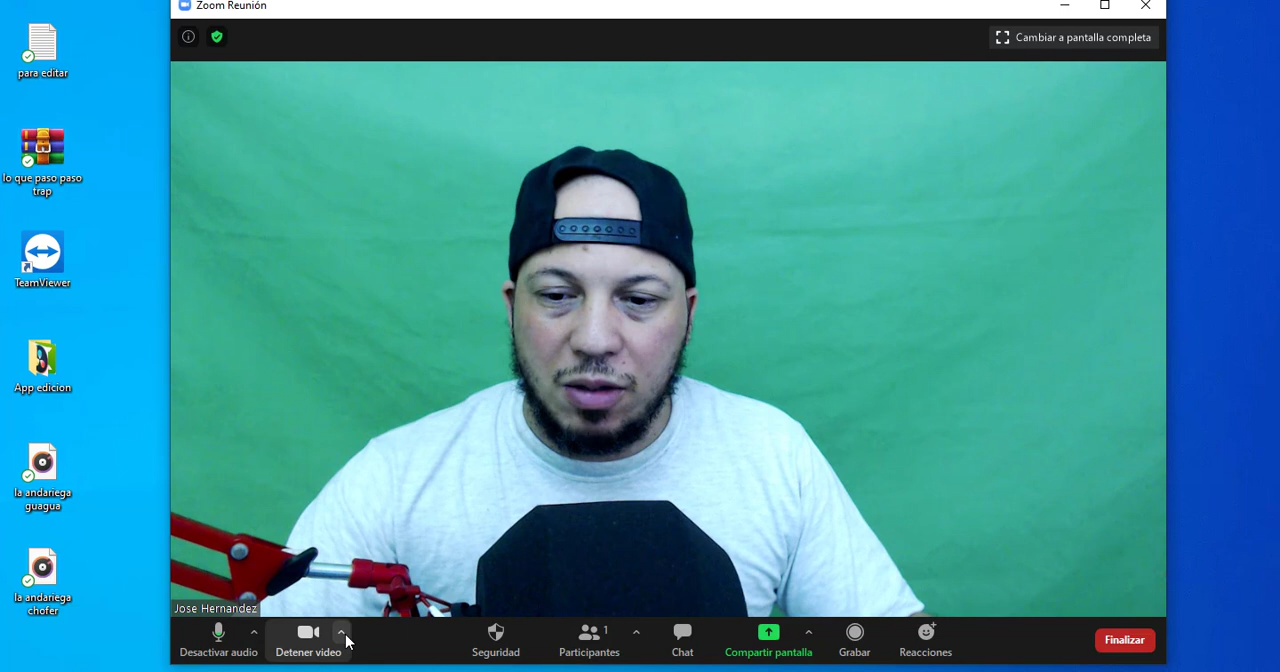 Zoom Reunión
Cambiar a pantalla completa
para editar
lo que paso paso
trap
TeamViewer
App edicion
la andariega
guagua
la andariega
chofer
Jose Hernandez
Desactivar audio
Detener video
Seguridad
1
Participantes
Chat
Compartir pantalla
Grabar
Reacciones
Finalizar